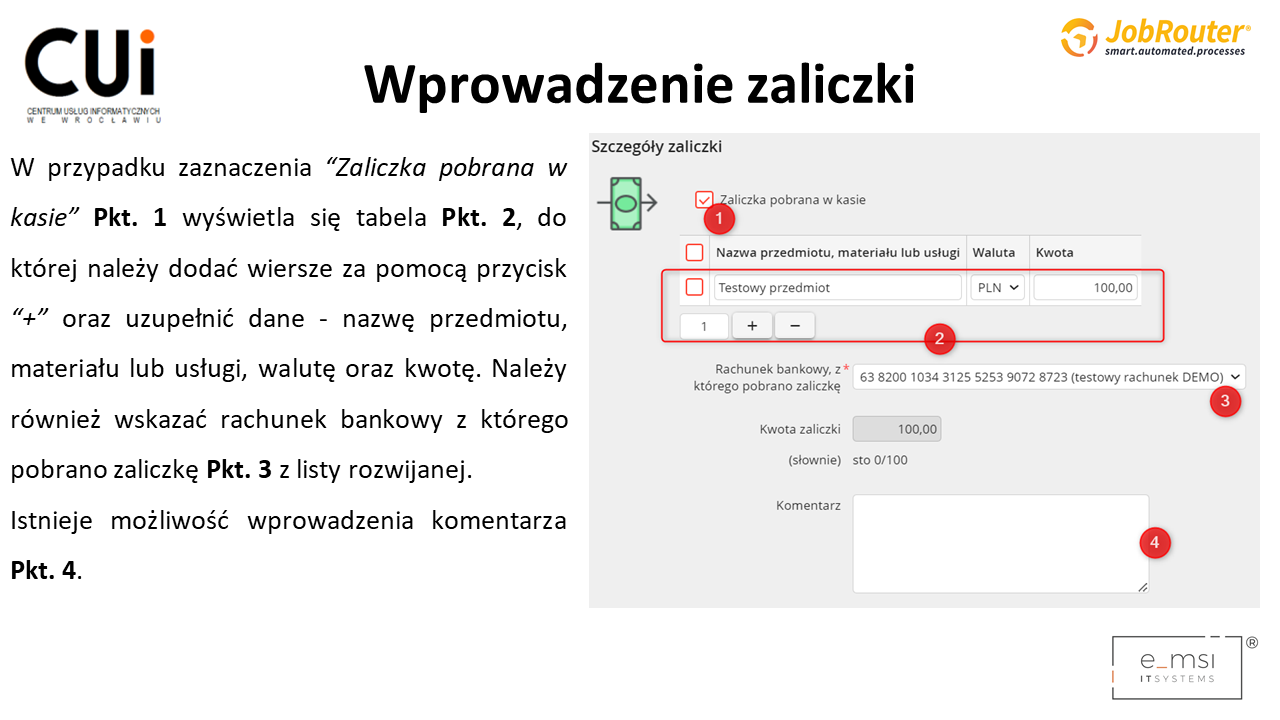 CUi
CENTRUM USŁUG INFORMATYCZNYCH
WE WROCŁAWIU
JobRouter®
smart.automated.processes
Wprowadzenie zaliczki
W przypadku zaznaczenia “Zaliczka pobrana w
kasie” Pkt. 1 wyświetla się tabela Pkt. 2, do
której należy dodać wiersze za pomocą przycisk
“+” oraz uzupełnić dane - nazwę przedmiotu,
materiału lub usługi, walutę oraz kwotę. Należy
również wskazać rachunek bankowy z którego
pobrano zaliczkę Pkt. 3 z listy rozwijanej.
Istnieje możliwość wprowadzenia komentarza
Pkt. 4.
Szczegóły zaliczki
Zaliczka pobrana w kasie
1
Nazwa przedmiotu, materiału lub usługi Waluta Kwota
Testowy przedmiot PLN 100,00
1 + −
2
Rachunek bankowy, z *
którego pobrano zaliczkę
63 8200 1034 3125 5253 9072 8723 (testowy rachunek DEMO)
3
Kwota zaliczki 100,00
(słownie) sto 0/100
Komentarz
4
e_msi ®
ITSYSTEMS